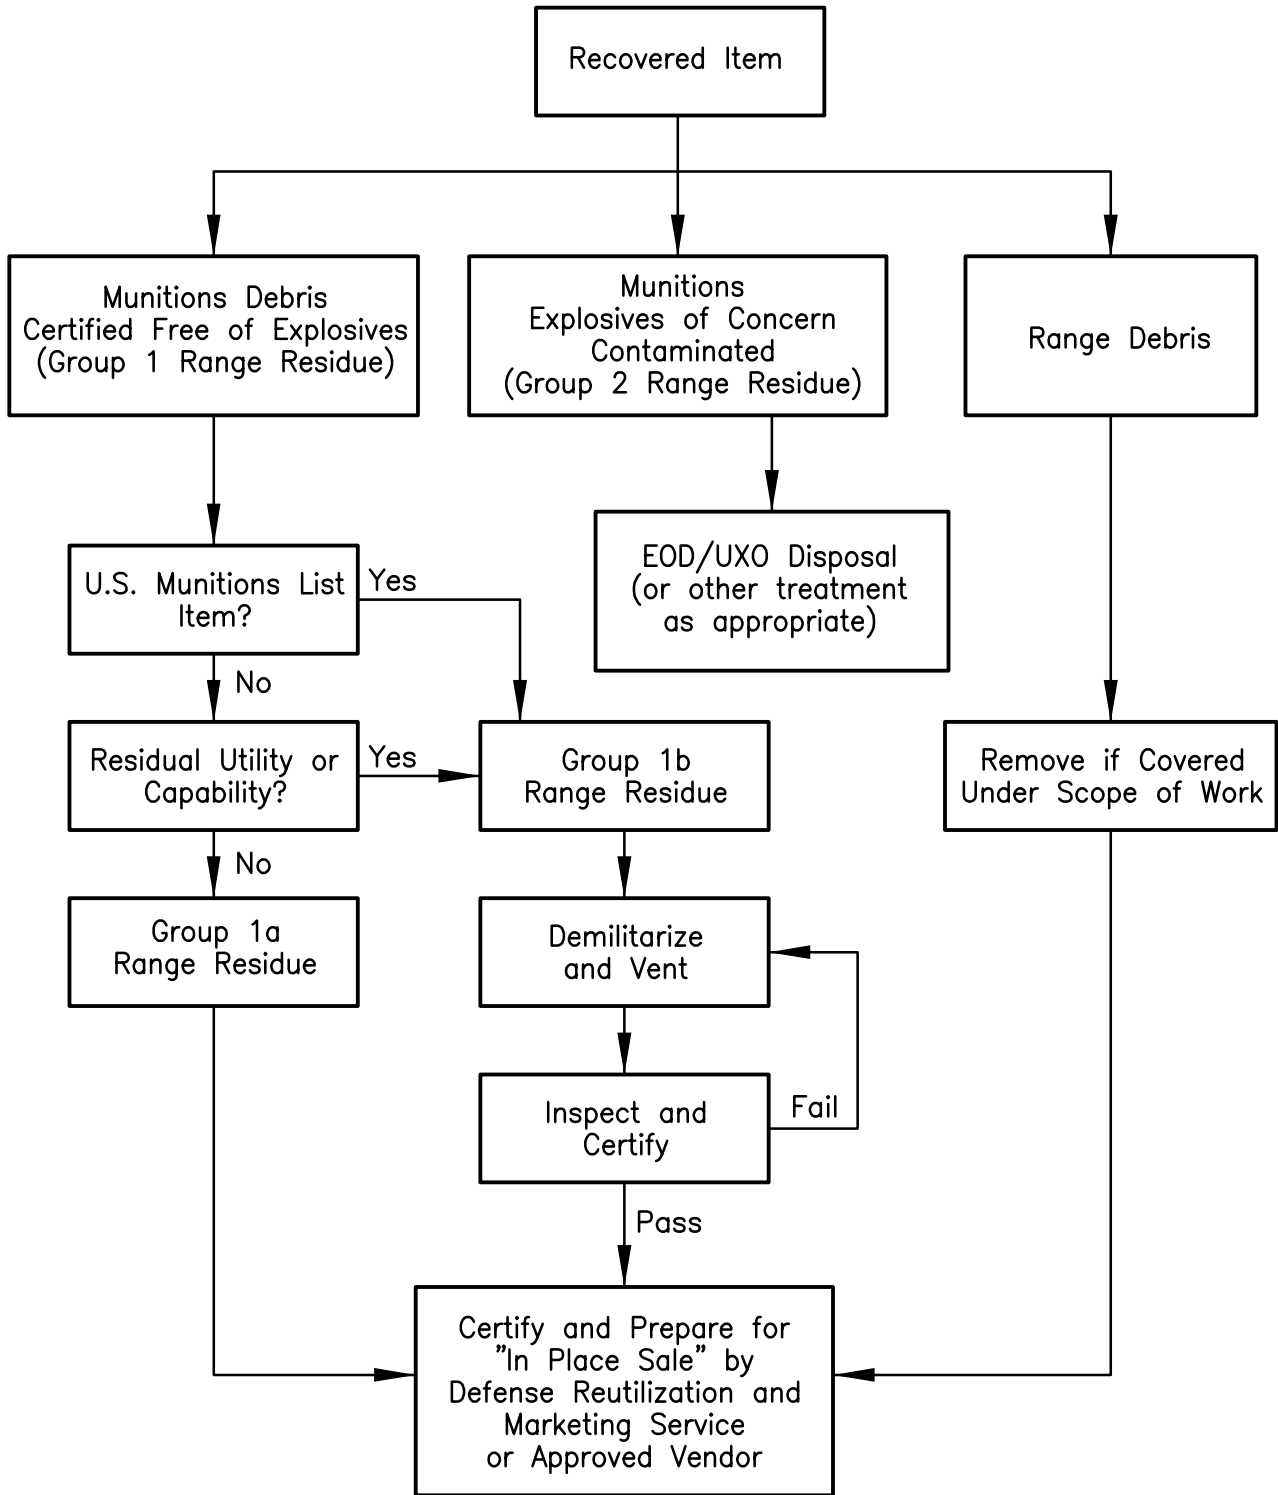 Recovered Item
Munitions Debris
Certified Free of Explosives
(Group 1 Range Residue)
Munitions
Explosives of Concern
Contaminated
(Group 2 Range Residue)
Range Debris
EOD/UXO Disposal
(or other treatment
as appropriate)
U.S. Munitions List
Item?
Yes
No
Residual Utility or
Capability?
Yes
Group 1b
Range Residue
Remove if Covered
Under Scope of Work
No
Group 1a
Range Residue
Demilitarize
and Vent
Inspect and
Certify
Fail
Pass
Certify and Prepare for
"In Place Sale" by
Defense Reutilization and
Marketing Service
or Approved Vendor